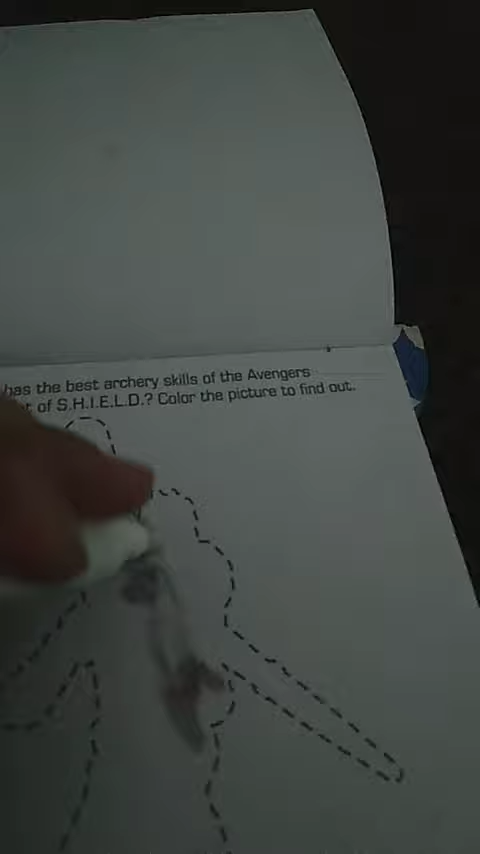 has the best archery skills of the Avengers
of S.H.I.E.L.D.? Color the picture to find out.